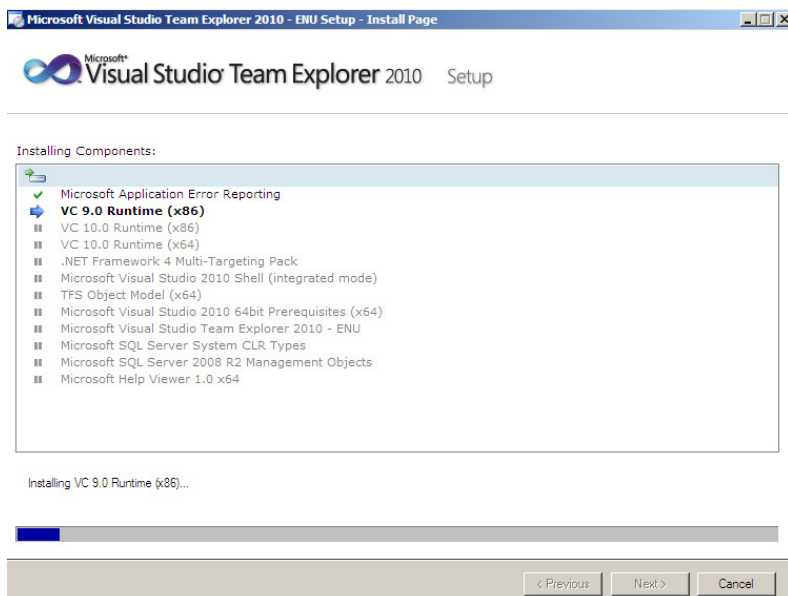 Microsoft Visual Studio Team Explorer 2010 - ENU Setup - Install Page
Microsoft®
Visual Studio® Team Explorer 2010 Setup
Installing Components:
Microsoft Application Error Reporting
VC 9.0 Runtime (x86)
VC 10.0 Runtime (x86)
VC 10.0 Runtime (x64)
.NET Framework 4 Multi-Targeting Pack
Microsoft Visual Studio 2010 Shell (integrated mode)
TFS Object Model (x64)
Microsoft Visual Studio 2010 64bit Prerequisites (x64)
Microsoft Visual Studio Team Explorer 2010 - ENU
Microsoft SQL Server System CLR Types
Microsoft SQL Server 2008 R2 Management Objects
Microsoft Help Viewer 1.0 x64
Installing VC 9.0 Runtime (x86)...
< Previous Next > Cancel